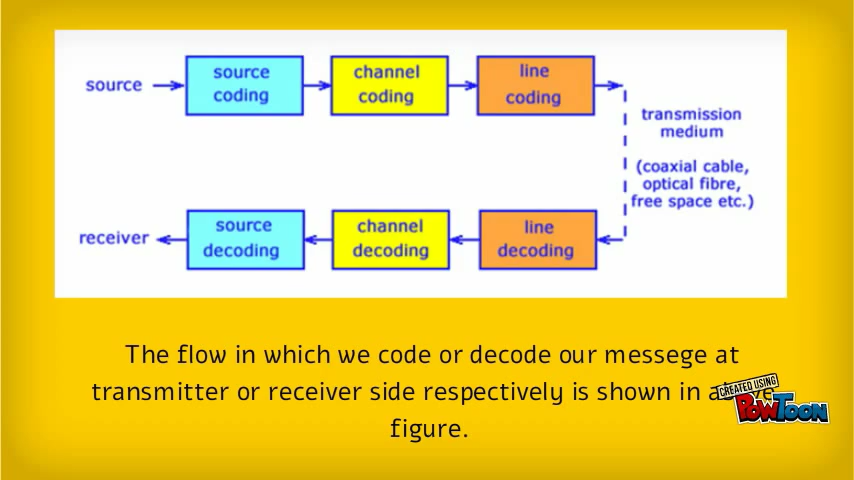 source
source
coding
channel
coding
line
coding
transmission
medium
(coaxial cable,
optical fibre,
free space etc.)
receiver
source
decoding
channel
decoding
line
decoding
The flow in which we code or decode our messege at
transmitter or receiver side respectively is shown in
figure.
CREATED USING
POWTOON